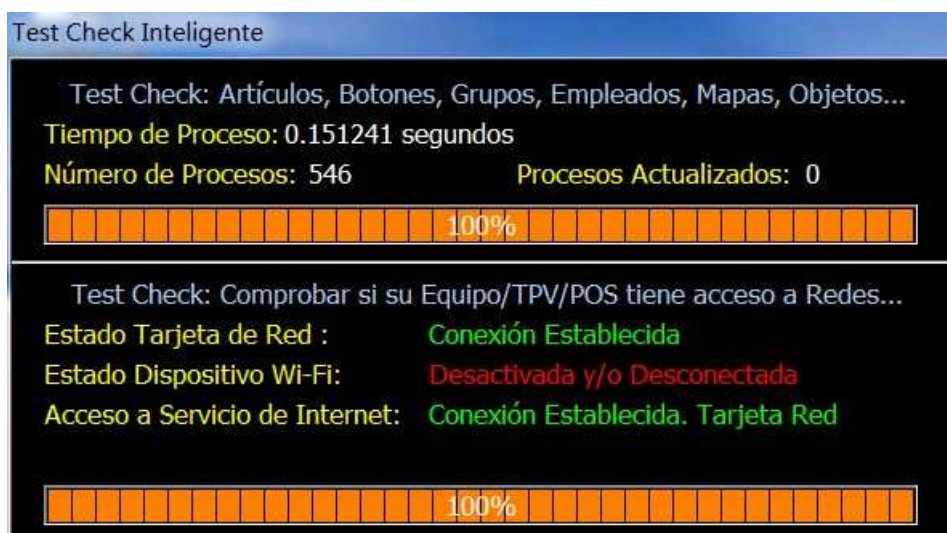 Test Check Inteligente
Test Check: Artículos, Botones, Grupos, Empleados, Mapas, Objetos...
Tiempo de Proceso: 0.151241 segundos
Número de Procesos: 546 Procesos Actualizados: 0
100%
Test Check: Comprobar si su Equipo/TPV/POS tiene acceso a Redes...
Estado Tarjeta de Red : Conexión Establecida
Estado Dispositivo Wi-Fi: Desactivada y/o Desconectada
Acceso a Servicio de Internet: Conexión Establecida. Tarjeta Red
100%